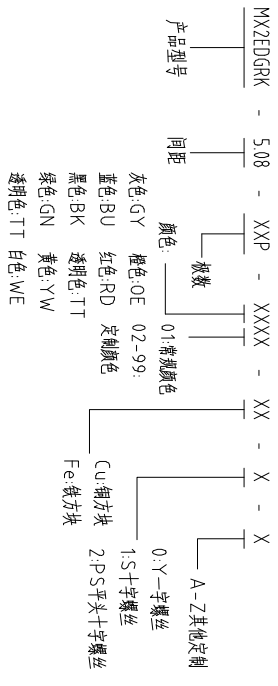 MX2EDGRK - 5.08 - XXP - XXXX - XX - X - X
产品型号
间距
极数
颜色:
灰色:GY 橙色:OE
蓝色:BU 红色:RD
黑色:BK 透明色:TT
绿色:GN 黄色:YW
透明色:TT 白色:WE
01:常规颜色
02-99:
定制颜色
Cu:铜方块
Fe:铁方块
0:Y一字螺丝
1:S十字螺丝
2:PS平头十字螺丝
A-Z其他定制